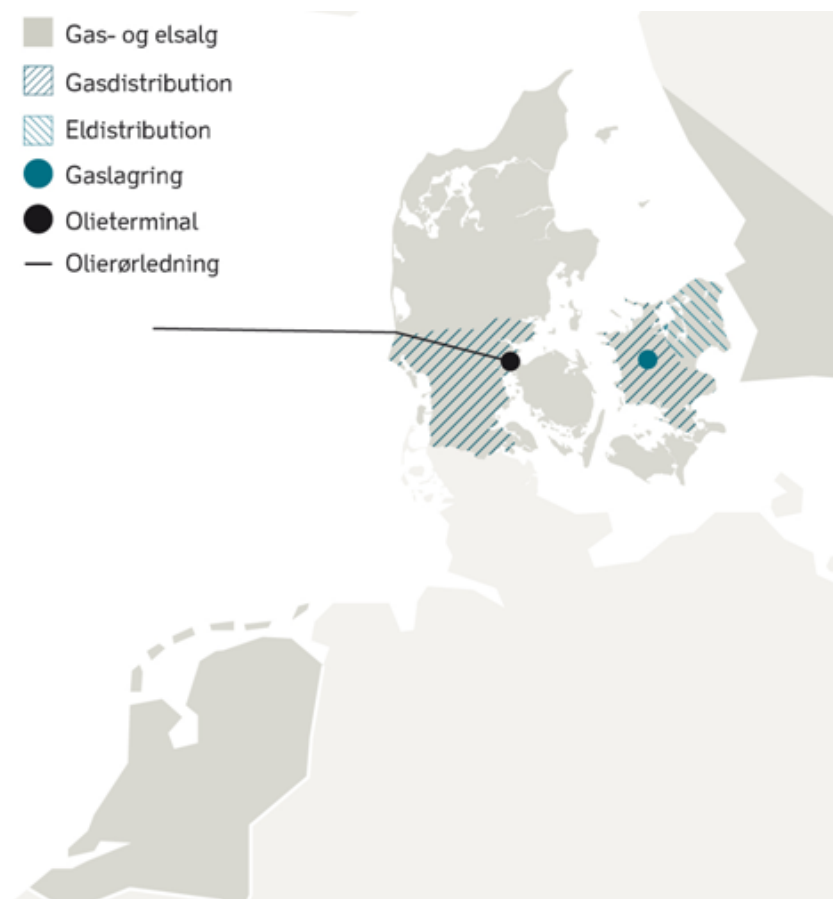 Gas- og elsalg
Gasdistribution
Eldistribution
Gaslagring
Olieterminal
Olierørledning